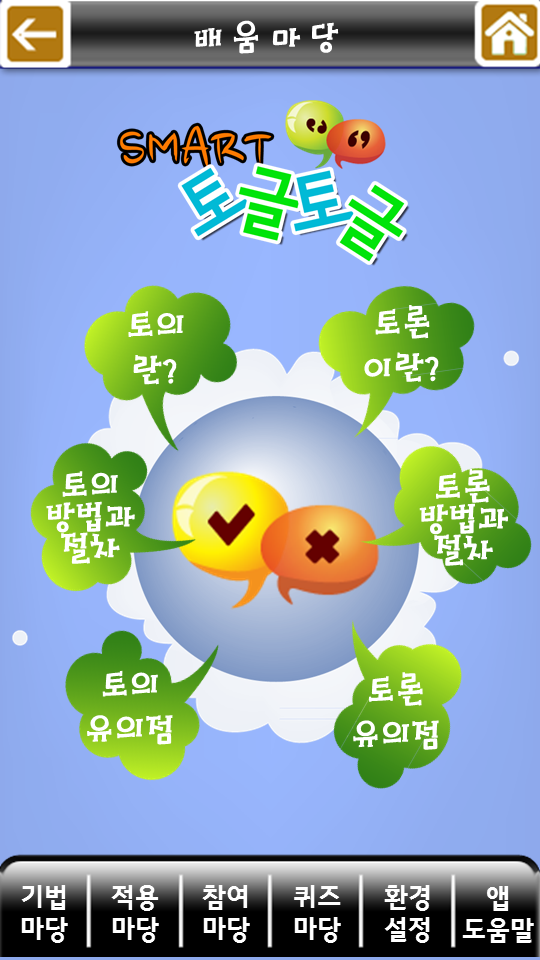 배움마당
SMART
토글토글
토의
란?
토론
이란?
토의
방법과
절차
토론
방법과
절차
토의
유의점
토론
유의점
기법
마당
적용
마당
참여
마당
퀴즈
마당
환경
설정
앱
도움말